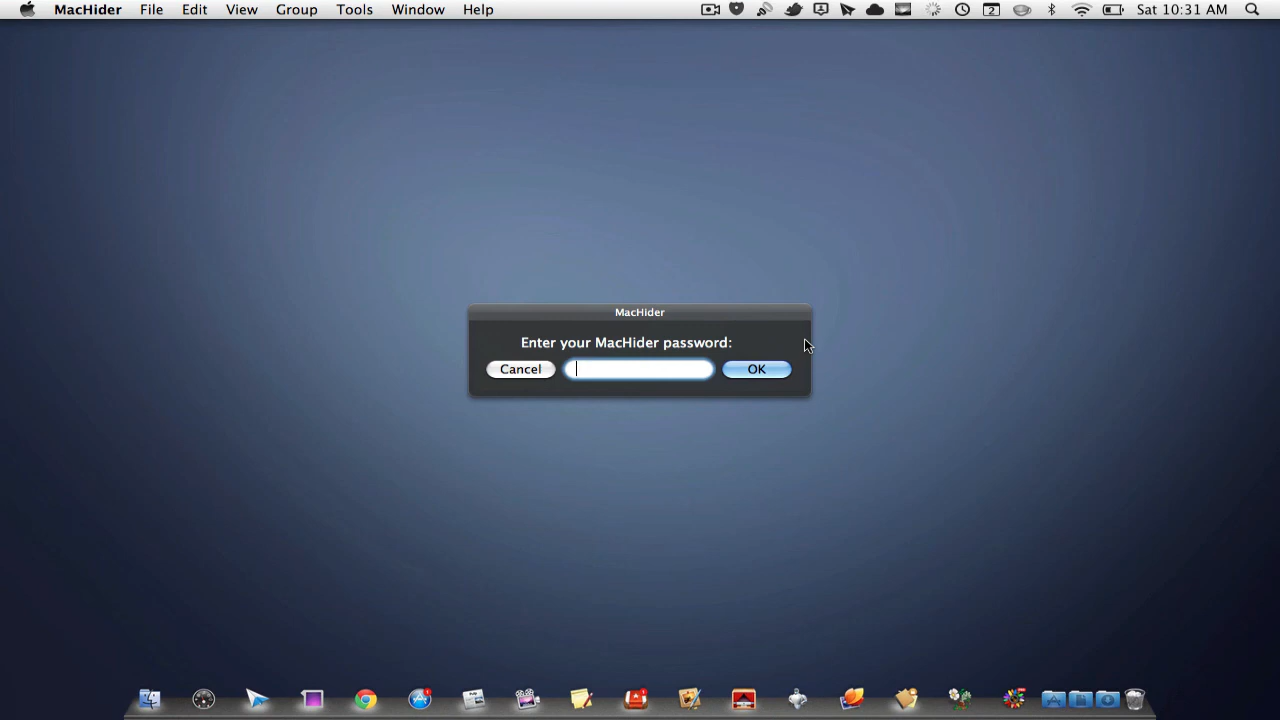 MacHider File Edit View Group Tools Window Help 2 Sat 10:31 AM
MacHider
Enter your MacHider password:
Cancel OK